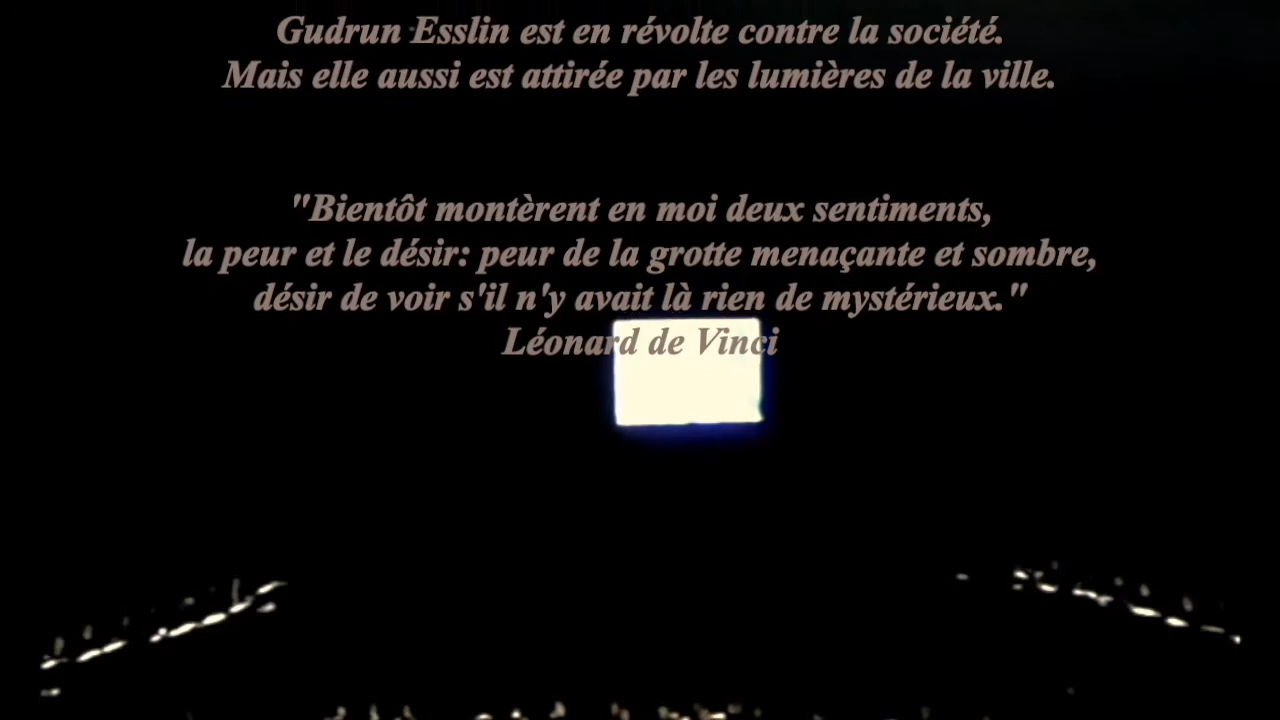 Gudrun Esslin est en révolte contre la société.
Mais elle aussi est attirée par les lumières de la ville.
"Bientôt montèrent en moi deux sentiments,
la peur et le désir: peur de la grotte menaçante et sombre,
désir de voir s'il n'y avait là rien de mystérieux."
Léonard de Vinci